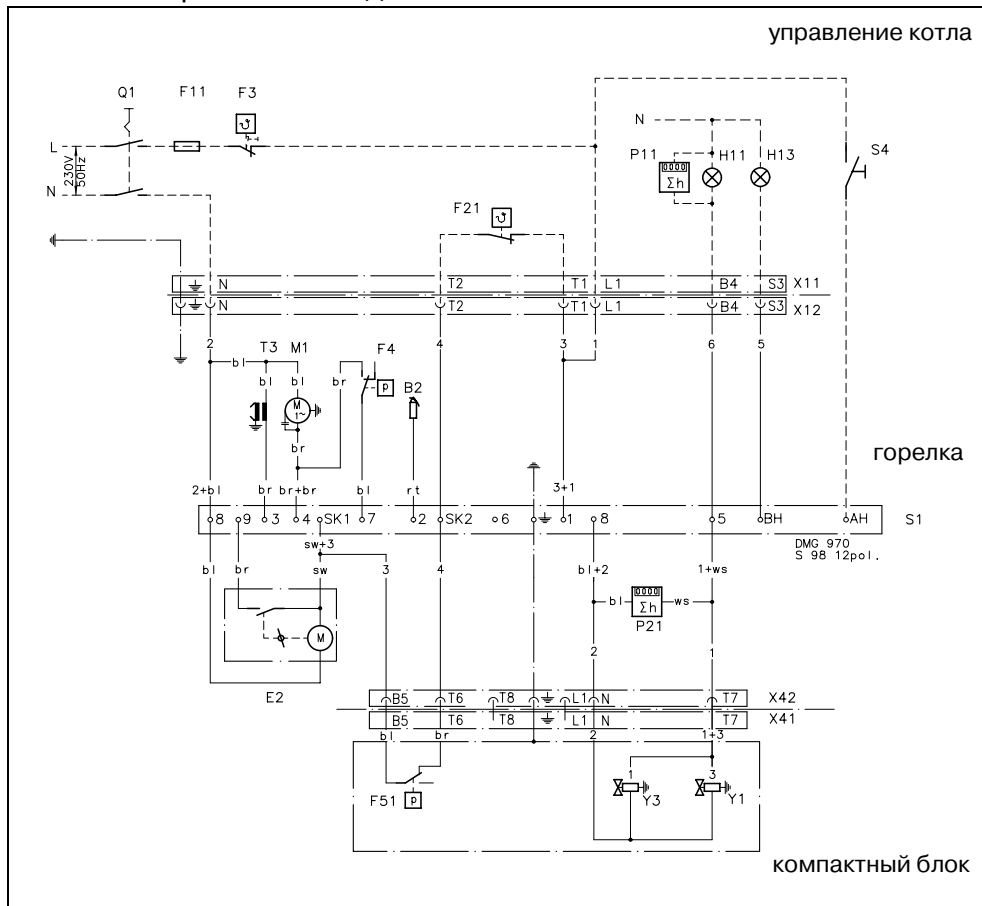 управление котла
Q1 F11 F3
L
N
230V
50Hz
N
P11 H11 H13 S4
0000
Σh
F21
N T2 T1 L1 B4 S3 X11
N T2 T1 L1 B4 S3 X12
2 4 3 1 6 5
T3 M1 F4
bl bl bl br
p B2
M
1~
br
горелка
2+bl br br+br bl rt 3+1
8 9 3 4 SK1 7 2 SK2 6 1 8 5 BH AH S1
DMG 970
S 98 12pol.
sw+3
bl br sw 3 4 bl+2 1+ws
0000
bl Σh ws
P21
M
2 1
E2
B5 T6 T8 L1 N T7 X42
B5 T6 T8 L1 N T7 X41
bl br 2 1+3
1 3
F51 p Y3 Y1
компактный блок